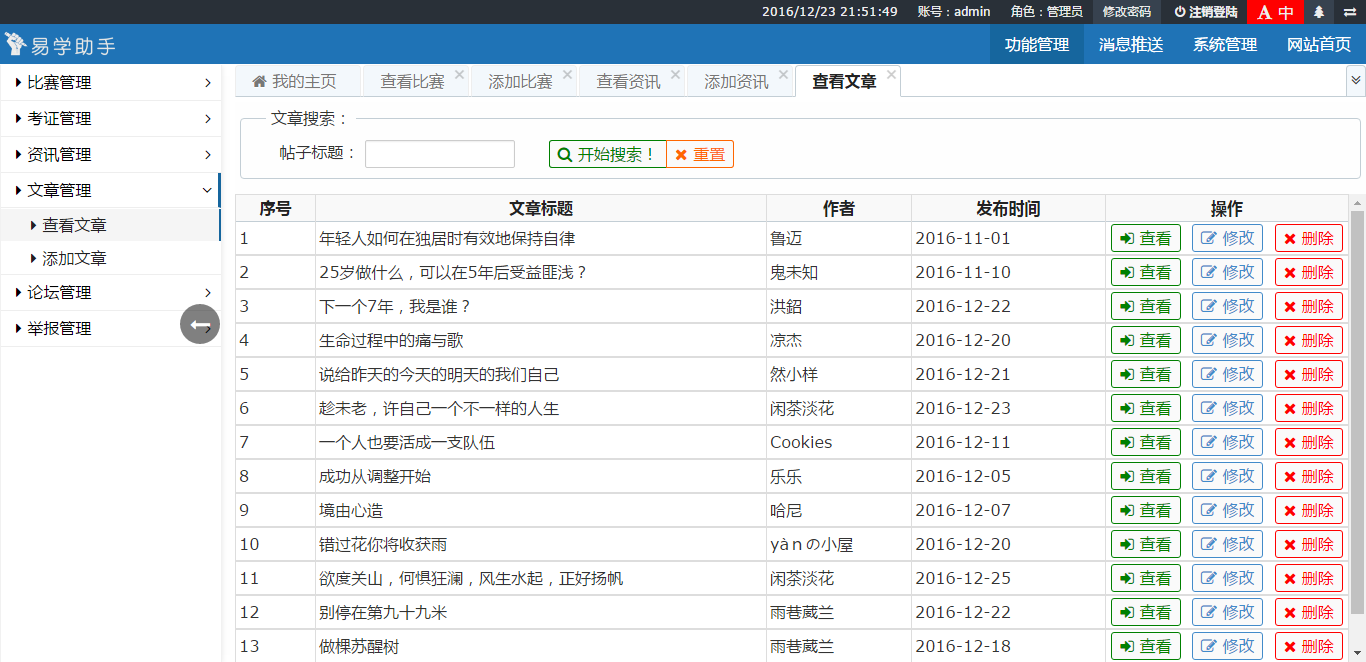 2016/12/23 21:51:49 账号：admin 角色：管理员 修改密码 注销登陆 A 中
易学助手 功能管理 消息推送 系统管理 网站首页
比赛管理
考证管理
资讯管理
文章管理
查看文章
添加文章
论坛管理
举报管理
我的主页 查看比赛 添加比赛 查看资讯 添加资讯 查看文章
文章搜索：
帖子标题： 开始搜索！ 重置
序号 文章标题 作者 发布时间 操作
1 年轻人如何在独居时有效地保持自律 鲁迈 2016-11-01 查看 修改 删除
2 25岁做什么，可以在5年后受益匪浅？ 鬼未知 2016-11-10 查看 修改 删除
3 下一个7年，我是谁？ 洪鉊 2016-12-22 查看 修改 删除
4 生命过程中的痛与歌 凉杰 2016-12-20 查看 修改 删除
5 说给昨天的今天的明天的我们自己 然小样 2016-12-21 查看 修改 删除
6 趁未老，许自己一个不一样的人生 闲茶淡花 2016-12-23 查看 修改 删除
7 一个人也要活成一支队伍 Cookies 2016-12-11 查看 修改 删除
8 成功从调整开始 乐乐 2016-12-05 查看 修改 删除
9 境由心造 哈尼 2016-12-07 查看 修改 删除
10 错过花你将收获雨 yànの小屋 2016-12-20 查看 修改 删除
11 欲度关山，何惧狂澜，风生水起，正好扬帆 闲茶淡花 2016-12-25 查看 修改 删除
12 别停在第九十九米 雨巷葳兰 2016-12-22 查看 修改 删除
13 做棵苏醒树 雨巷葳兰 2016-12-18 查看 修改 删除